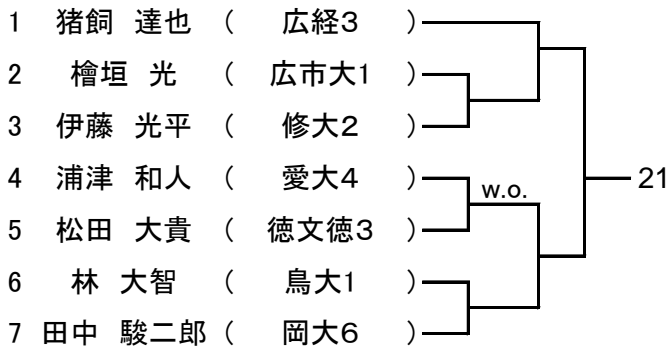 1 猪飼 達也 ( 広経3 )
2 檜垣 光 ( 広市大1 )
3 伊藤 光平 ( 修大2 )
4 浦津 和人 ( 愛大4 )
w.o.
21
5 松田 大貴 ( 徳文徳3 )
6 林 大智 ( 鳥大1 )
7 田中 駿二郎 ( 岡大6 )